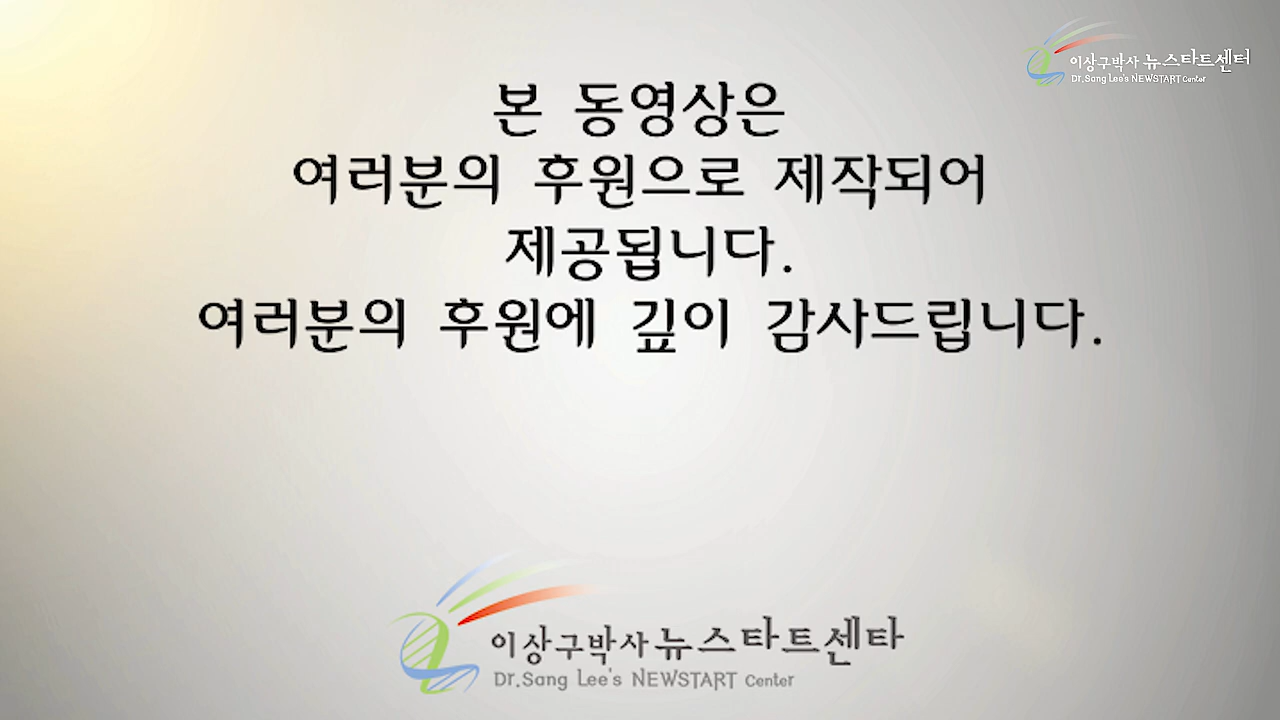 이상구박사 뉴스타트센터
Dr.Sang Lee's NEWSTART Center
본 동영상은
여러분의 후원으로 제작되어
제공됩니다.
여러분의 후원에 깊이 감사드립니다.
이상구박사 뉴스타트센타
Dr.Sang Lee's NEWSTART Center